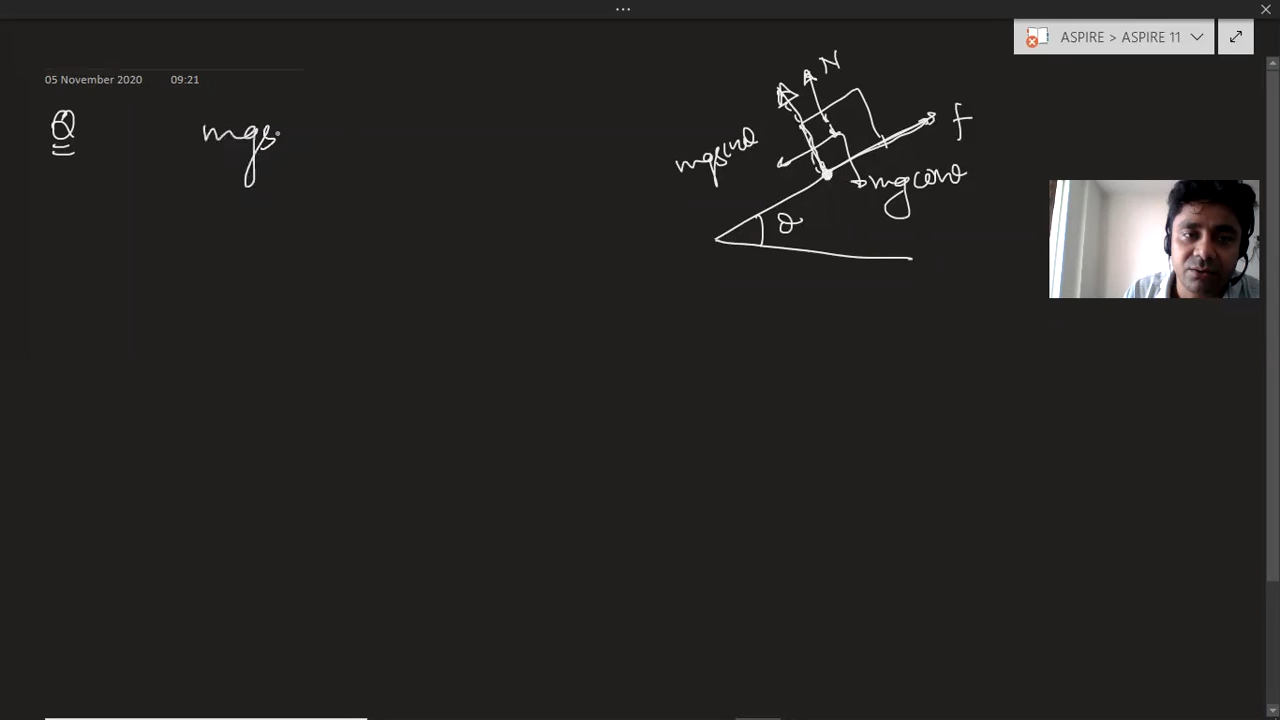 ASPIRE > ASPIRE 11
05 November 2020 09:21
Q mgs
N
f
mgsinθ
mgcosθ
θ